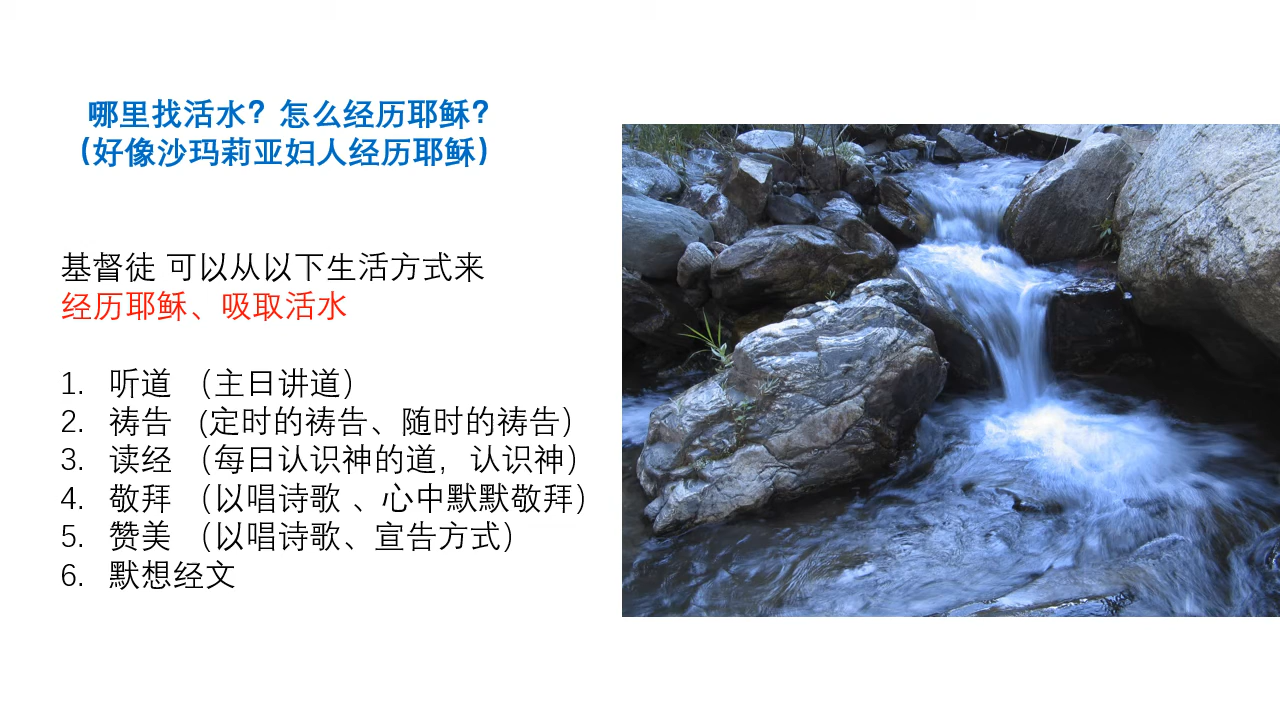 哪里找活水？怎么经历耶稣？
（好像沙玛莉亚妇人经历耶稣）
基督徒 可以从以下生活方式来
经历耶稣、吸取活水
1. 听道 （主日讲道）
2. 祷告 (定时的祷告、随时的祷告）
3. 读经 （每日认识神的道，认识神）
4. 敬拜 （以唱诗歌 、心中默默敬拜）
5. 赞美 （以唱诗歌、宣告方式）
6. 默想经文